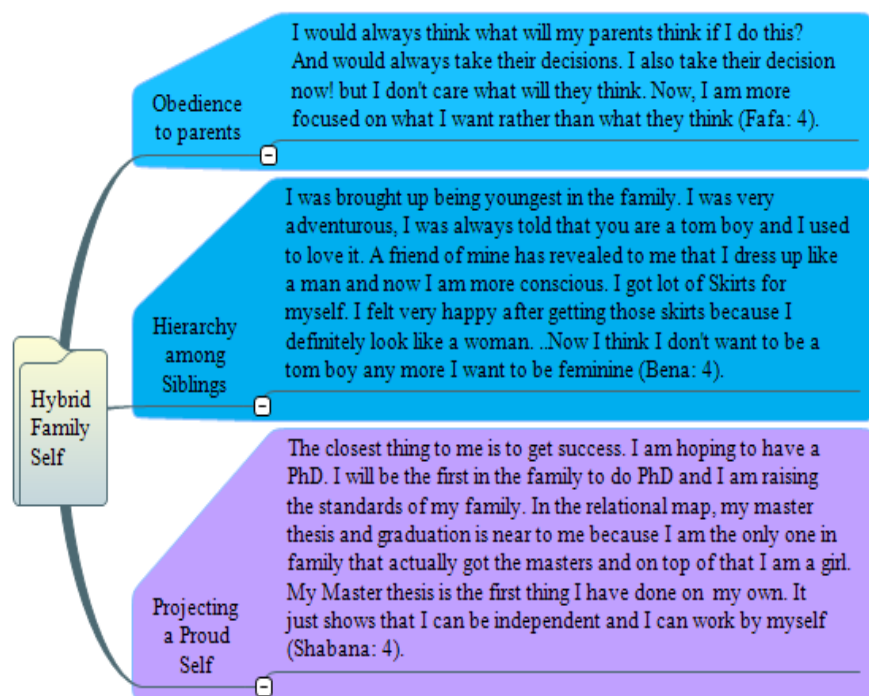 I would always think what will my parents think if I do this?
And would always take their decisions. I also take their decision
now! but I don't care what will they think. Now, I am more
focused on what I want rather than what they think (Fafa: 4).
Obedience
to parents
I was brought up being youngest in the family. I was very
adventurous, I was always told that you are a tom boy and I used
to love it. A friend of mine has revealed to me that I dress up like
a man and now I am more conscious. I got lot of Skirts for
myself. I felt very happy after getting those skirts because I
definitely look like a woman. ..Now I think I don't want to be a
tom boy any more I want to be feminine (Bena: 4).
Hierarchy
among
Siblings
Hybrid
Family
Self
The closest thing to me is to get success. I am hoping to have a
PhD. I will be the first in the family to do PhD and I am raising
the standards of my family. In the relational map, my master
thesis and graduation is near to me because I am the only one in
family that actually got the masters and on top of that I am a girl.
My Master thesis is the first thing I have done on my own. It
just shows that I can be independent and I can work by myself
(Shabana: 4).
Projecting
a Proud
Self